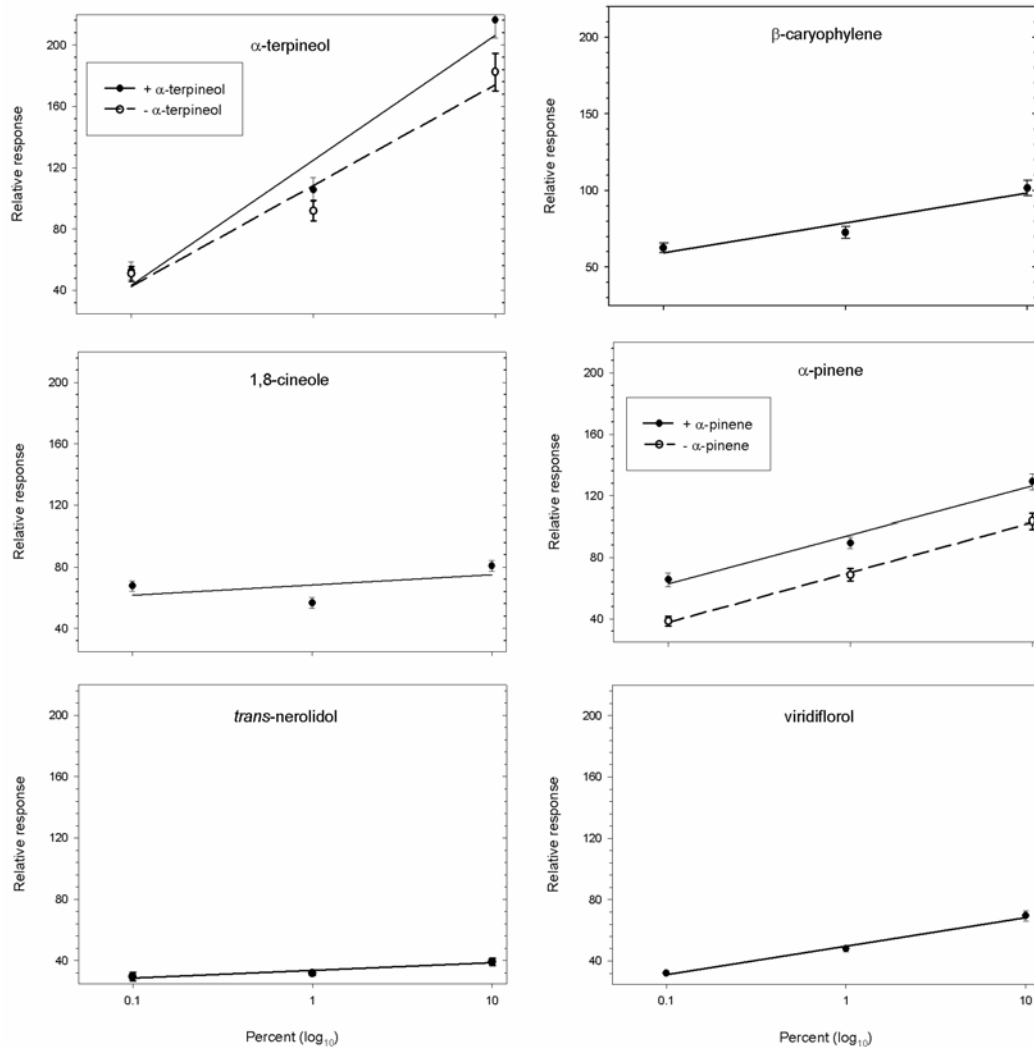 α-terpineol
+ α-terpineol
- α-terpineol
Relative response
200
160
120
80
40
β-caryophylene
Relative response
200
150
100
50
1,8-cineole
Relative response
200
160
120
80
40
α-pinene
+ α-pinene
- α-pinene
Relative response
200
160
120
80
40
trans-nerolidol
Relative response
200
160
120
80
40
0.1 1 10
Percent (log10)
viridiflorol
Relative response
200
160
120
80
40
0.1 1 10
Percent (log10)